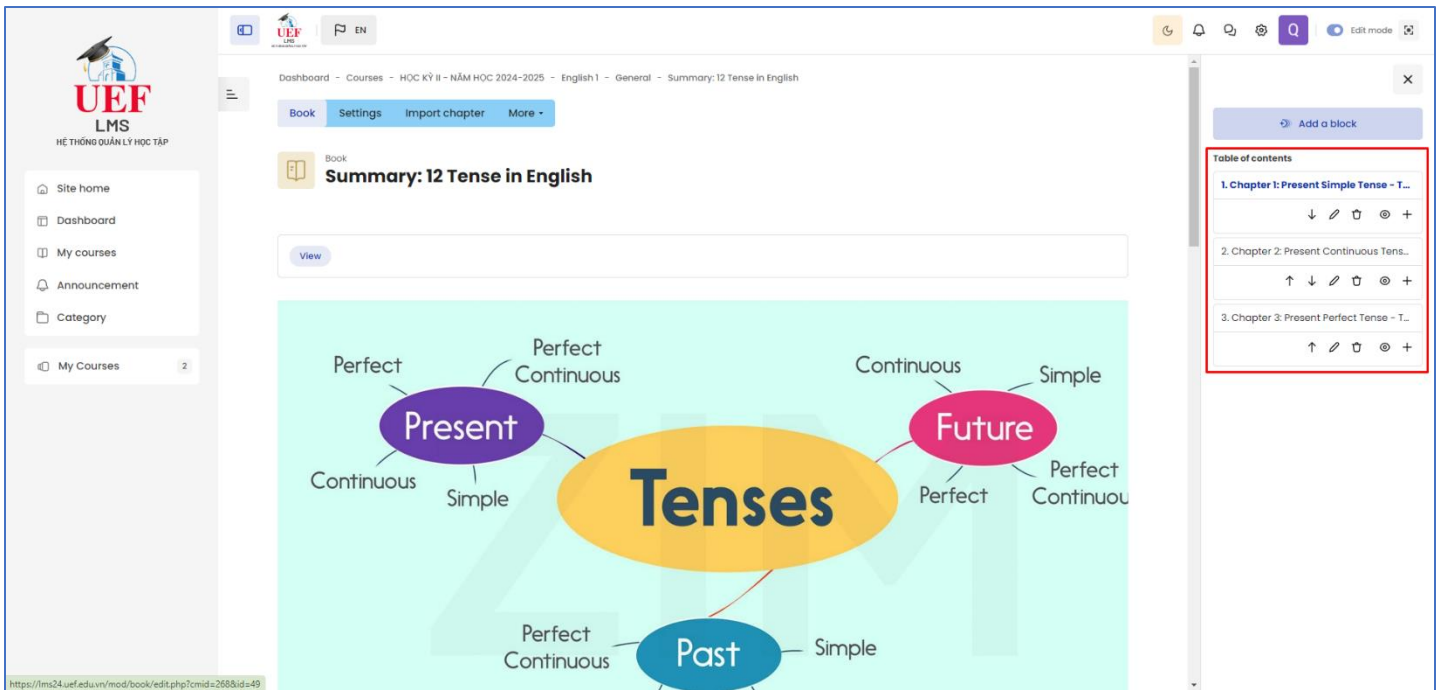 UEF
LMS
HỆ THỐNG QUẢN LÝ HỌC TẬP
Site home
Dashboard
My courses
Announcement
Category
My Courses 2
UEF
LMS
EN
Q
Edit mode
Dashboard - Courses - HỌC KỲ II - NĂM HỌC 2024-2025 - English 1 - General - Summary: 12 Tense in English
Book Settings Import chapter More
Book
Summary: 12 Tense in English
View
Perfect
Perfect
Continuous
Present
Continuous
Simple
Continuous
Simple
Future
Perfect
Perfect
Continuou
Tenses
Perfect
Continuous
Past
Simple
ZIM
Add a block
Table of contents
1. Chapter 1: Present Simple Tense - T...
2. Chapter 2: Present Continuous Tens...
3. Chapter 3: Present Perfect Tense - T...
https://lms24.uef.edu.vn/mod/book/edit.php?cmid=268&id=49